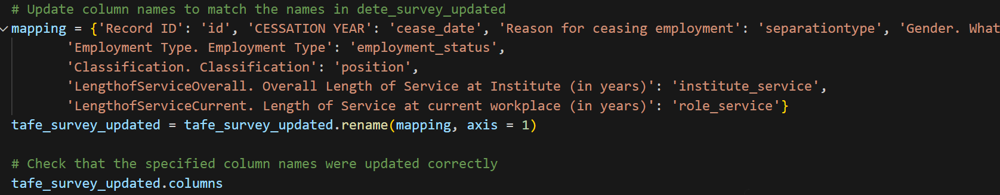 # Update column names to match the names in dete_survey_updated
mapping = {'Record ID': 'id', 'CESSATION YEAR': 'cease_date', 'Reason for ceasing employment': 'separationtype', 'Gender. What
'Employment Type. Employment Type': 'employment_status',
'Classification. Classification': 'position',
'LengthofServiceOverall. Overall Length of Service at Institute (in years)': 'institute_service',
'LengthofServiceCurrent. Length of Service at current workplace (in years)': 'role_service'}
tafe_survey_updated = tafe_survey_updated.rename(mapping, axis = 1)
# Check that the specified column names were updated correctly
tafe_survey_updated.columns